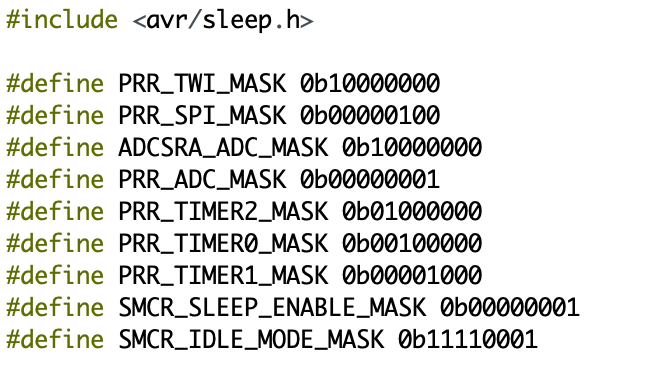 #include <avr/sleep.h>
#define PRR_TWI_MASK 0b10000000
#define PRR_SPI_MASK 0b00000100
#define ADCSRA_ADC_MASK 0b10000000
#define PRR_ADC_MASK 0b00000001
#define PRR_TIMER2_MASK 0b01000000
#define PRR_TIMER0_MASK 0b00100000
#define PRR_TIMER1_MASK 0b00001000
#define SMCR_SLEEP_ENABLE_MASK 0b00000001
#define SMCR_IDLE_MODE_MASK 0b11110001